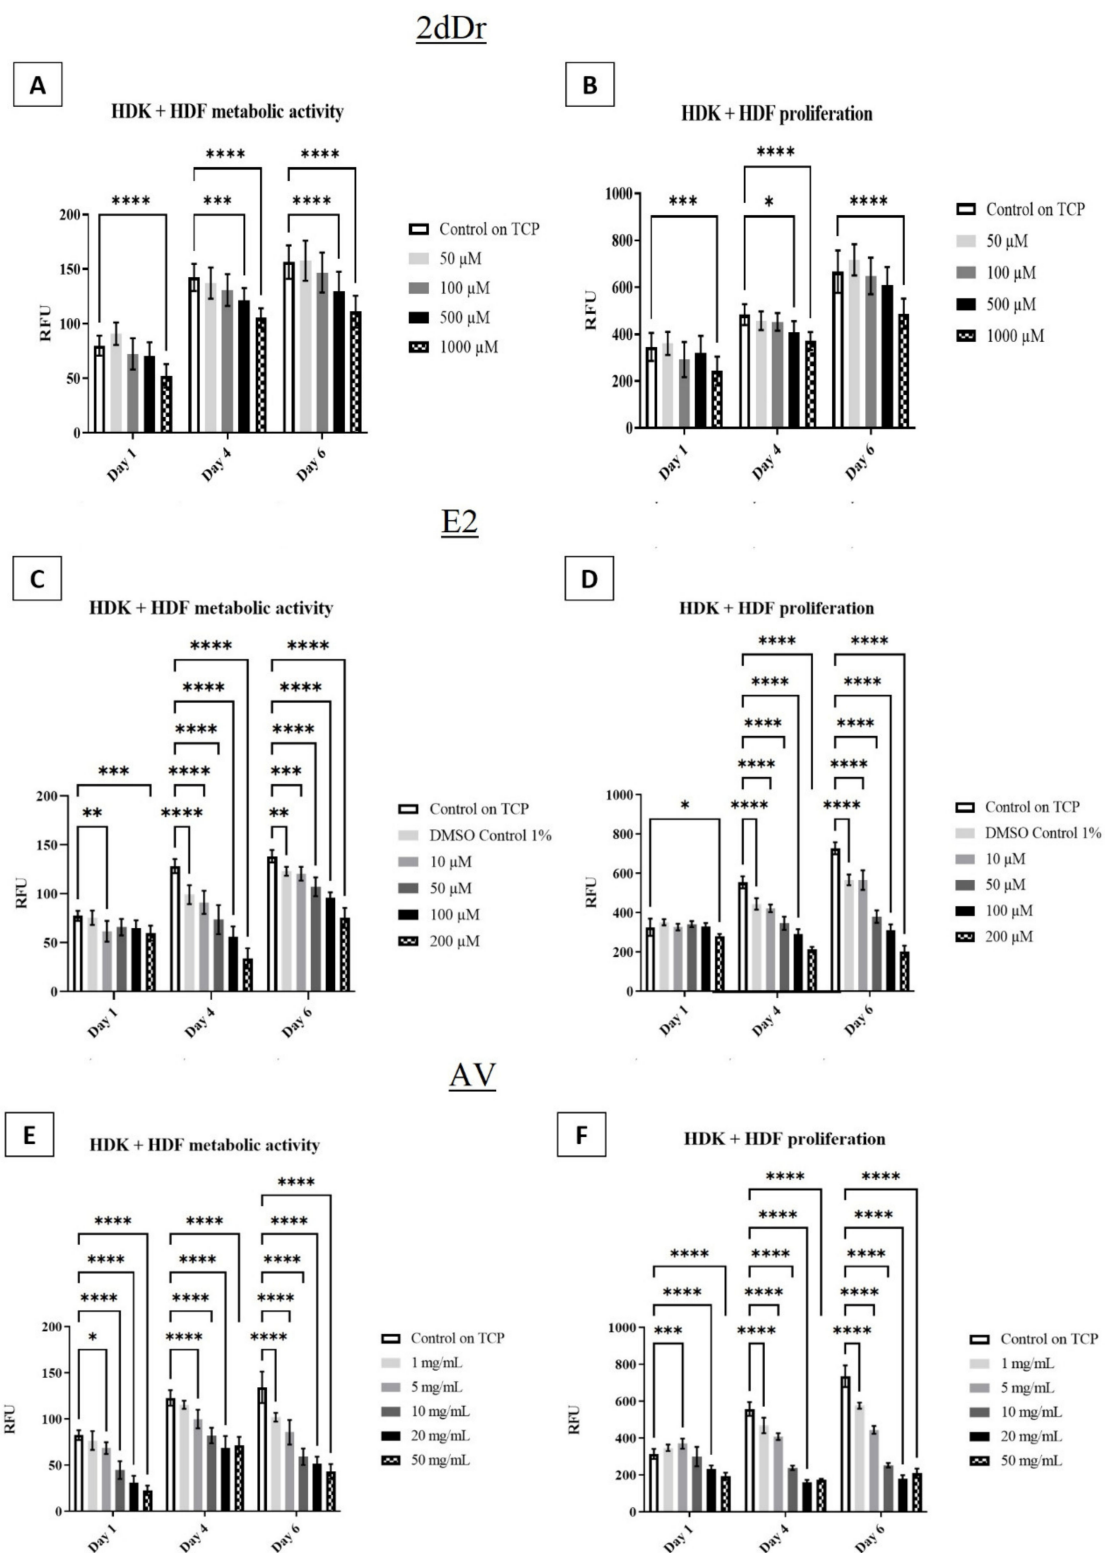 2dDr
A
HDK + HDF metabolic activity
****
****
****
***
****
200
150
100
50
0
RFU
Day 1
Day 4
Day 6
Control on TCP
50 µM
100 µM
500 µM
1000 µM
B
HDK + HDF proliferation
****
***
*
****
1000
800
600
400
200
0
RFU
Day 1
Day 4
Day 6
Control on TCP
50 µM
100 µM
500 µM
1000 µM
E2
C
HDK + HDF metabolic activity
****
****
****
****
****
****
***
****
***
**
****
**
200
150
100
50
0
RFU
Day 1
Day 4
Day 6
Control on TCP
DMSO Control 1%
10 µM
50 µM
100 µM
200 µM
D
HDK + HDF proliferation
****
****
****
****
****
****
****
****
*
****
****
1000
800
600
400
200
0
RFU
Day 1
Day 4
Day 6
Control on TCP
DMSO Control 1%
10 µM
50 µM
100 µM
200 µM
AV
E
HDK + HDF metabolic activity
****
****
****
****
****
****
****
****
****
****
*
****
****
200
150
100
50
0
RFU
Day 1
Day 4
Day 6
Control on TCP
1 mg/mL
5 mg/mL
10 mg/mL
20 mg/mL
50 mg/mL
F
HDK + HDF proliferation
****
****
****
****
****
****
****
****
****
****
***
****
****
1000
800
600
400
200
0
RFU
Day 1
Day 4
Day 6
Control on TCP
1 mg/mL
5 mg/mL
10 mg/mL
20 mg/mL
50 mg/mL